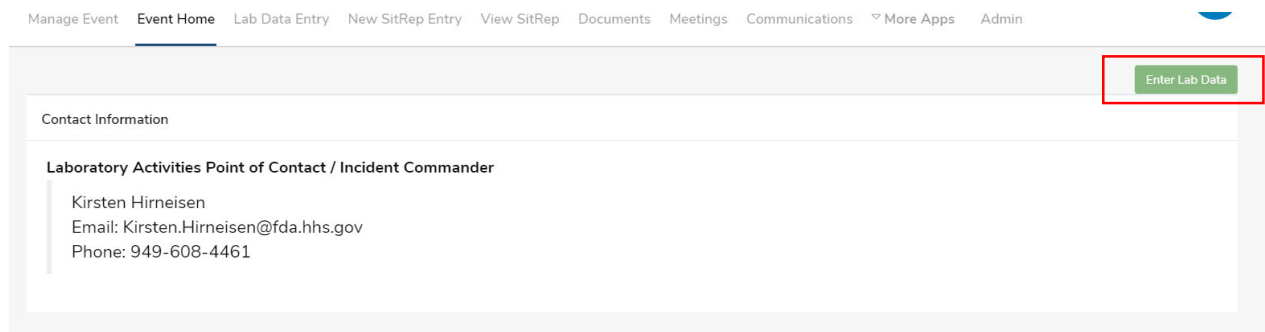 Manage Event Event Home Lab Data Entry New SitRep Entry View SitRep Documents Meetings Communications More Apps Admin
Enter Lab Data
Contact Information
Laboratory Activities Point of Contact / Incident Commander
Kirsten Hirneisen
Email: Kirsten.Hirneisen@fda.hhs.gov
Phone: 949-608-4461